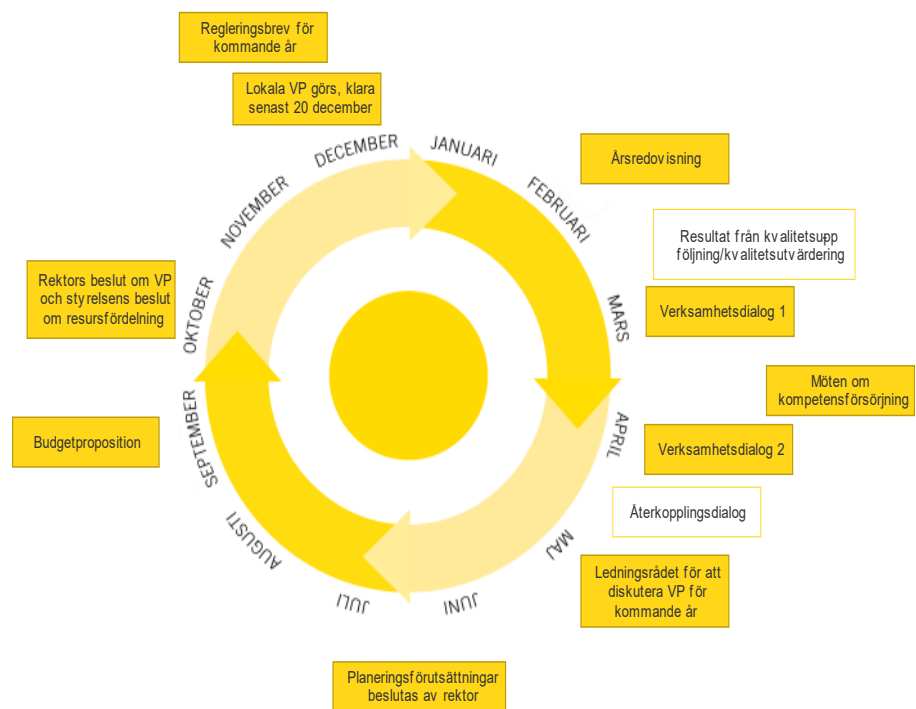 Regleringsbrev för
kommande år
Lokala VP görs, klara
senast 20 december
DECEMBER
JANUARI
FEBRUARI
MARS
APRIL
MAJ
JUNI
JULI
AUGUSTI
SEPTEMBER
OKTOBER
NOVEMBER
Årsredovisning
Resultat från kvalitetsupp
följning/kvalitetsutvärdering
Verksamhetsdialog 1
Möten om
kompetensförsörjning
Verksamhetsdialog 2
Återkopplingsdialog
Ledningsrådet för att
diskutera VP för
kommande år
Planeringsförutsättningar
beslutas av rektor
Budgetproposition
Rektors beslut om VP
och styrelsens beslut
om resursfördelning